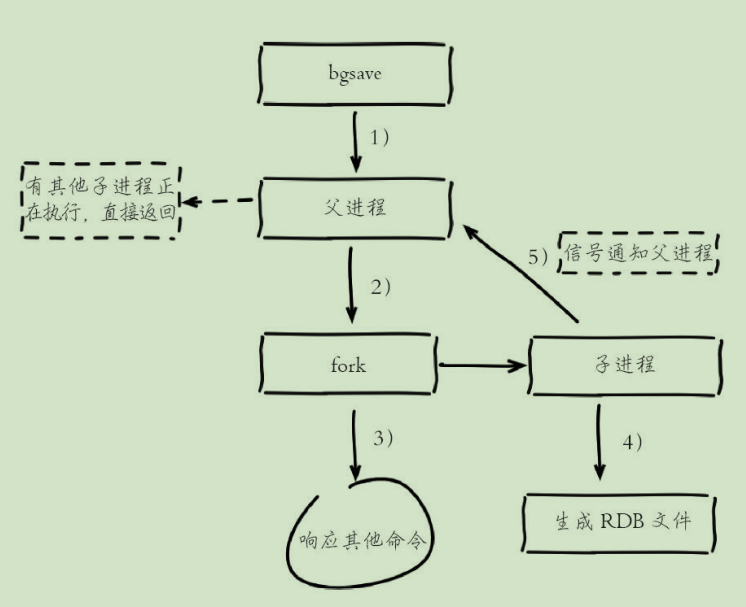 bgsave
1)
有其他子进程正
在执行，直接返回
父进程
5)
信号通知父进程
2)
fork
子进程
3)
4)
响应其他命令
生成 RDB 文件